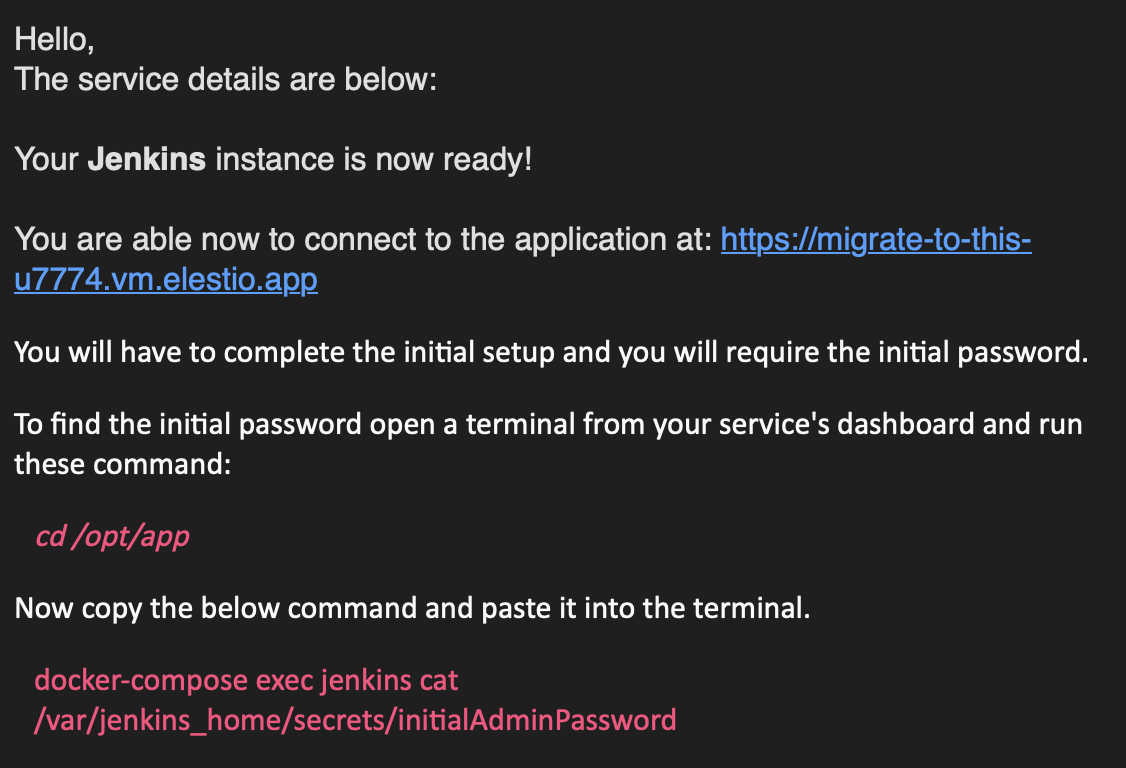 Hello,
The service details are below:
Your Jenkins instance is now ready!
You are able now to connect to the application at: https://migrate-to-this-
u7774.vm.elestio.app
You will have to complete the initial setup and you will require the initial password.
To find the initial password open a terminal from your service's dashboard and run
these command:
cd /opt/app
Now copy the below command and paste it into the terminal.
docker-compose exec jenkins cat
/var/jenkins_home/secrets/initialAdminPassword